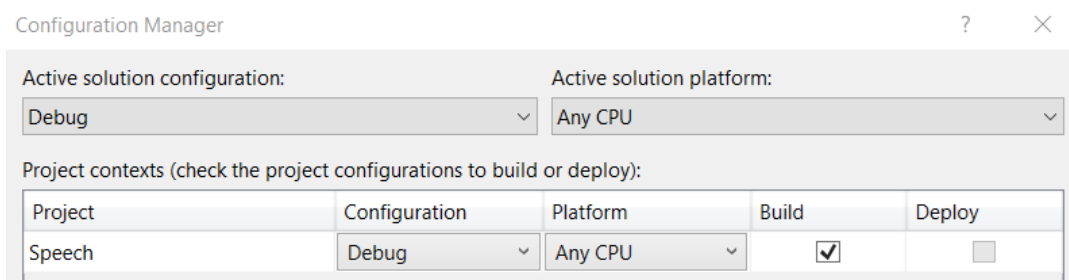 Configuration Manager ?
Active solution configuration: Active solution platform:
Debug Any CPU
Project contexts (check the project configurations to build or deploy):
Project Configuration Platform Build Deploy
Speech Debug Any CPU